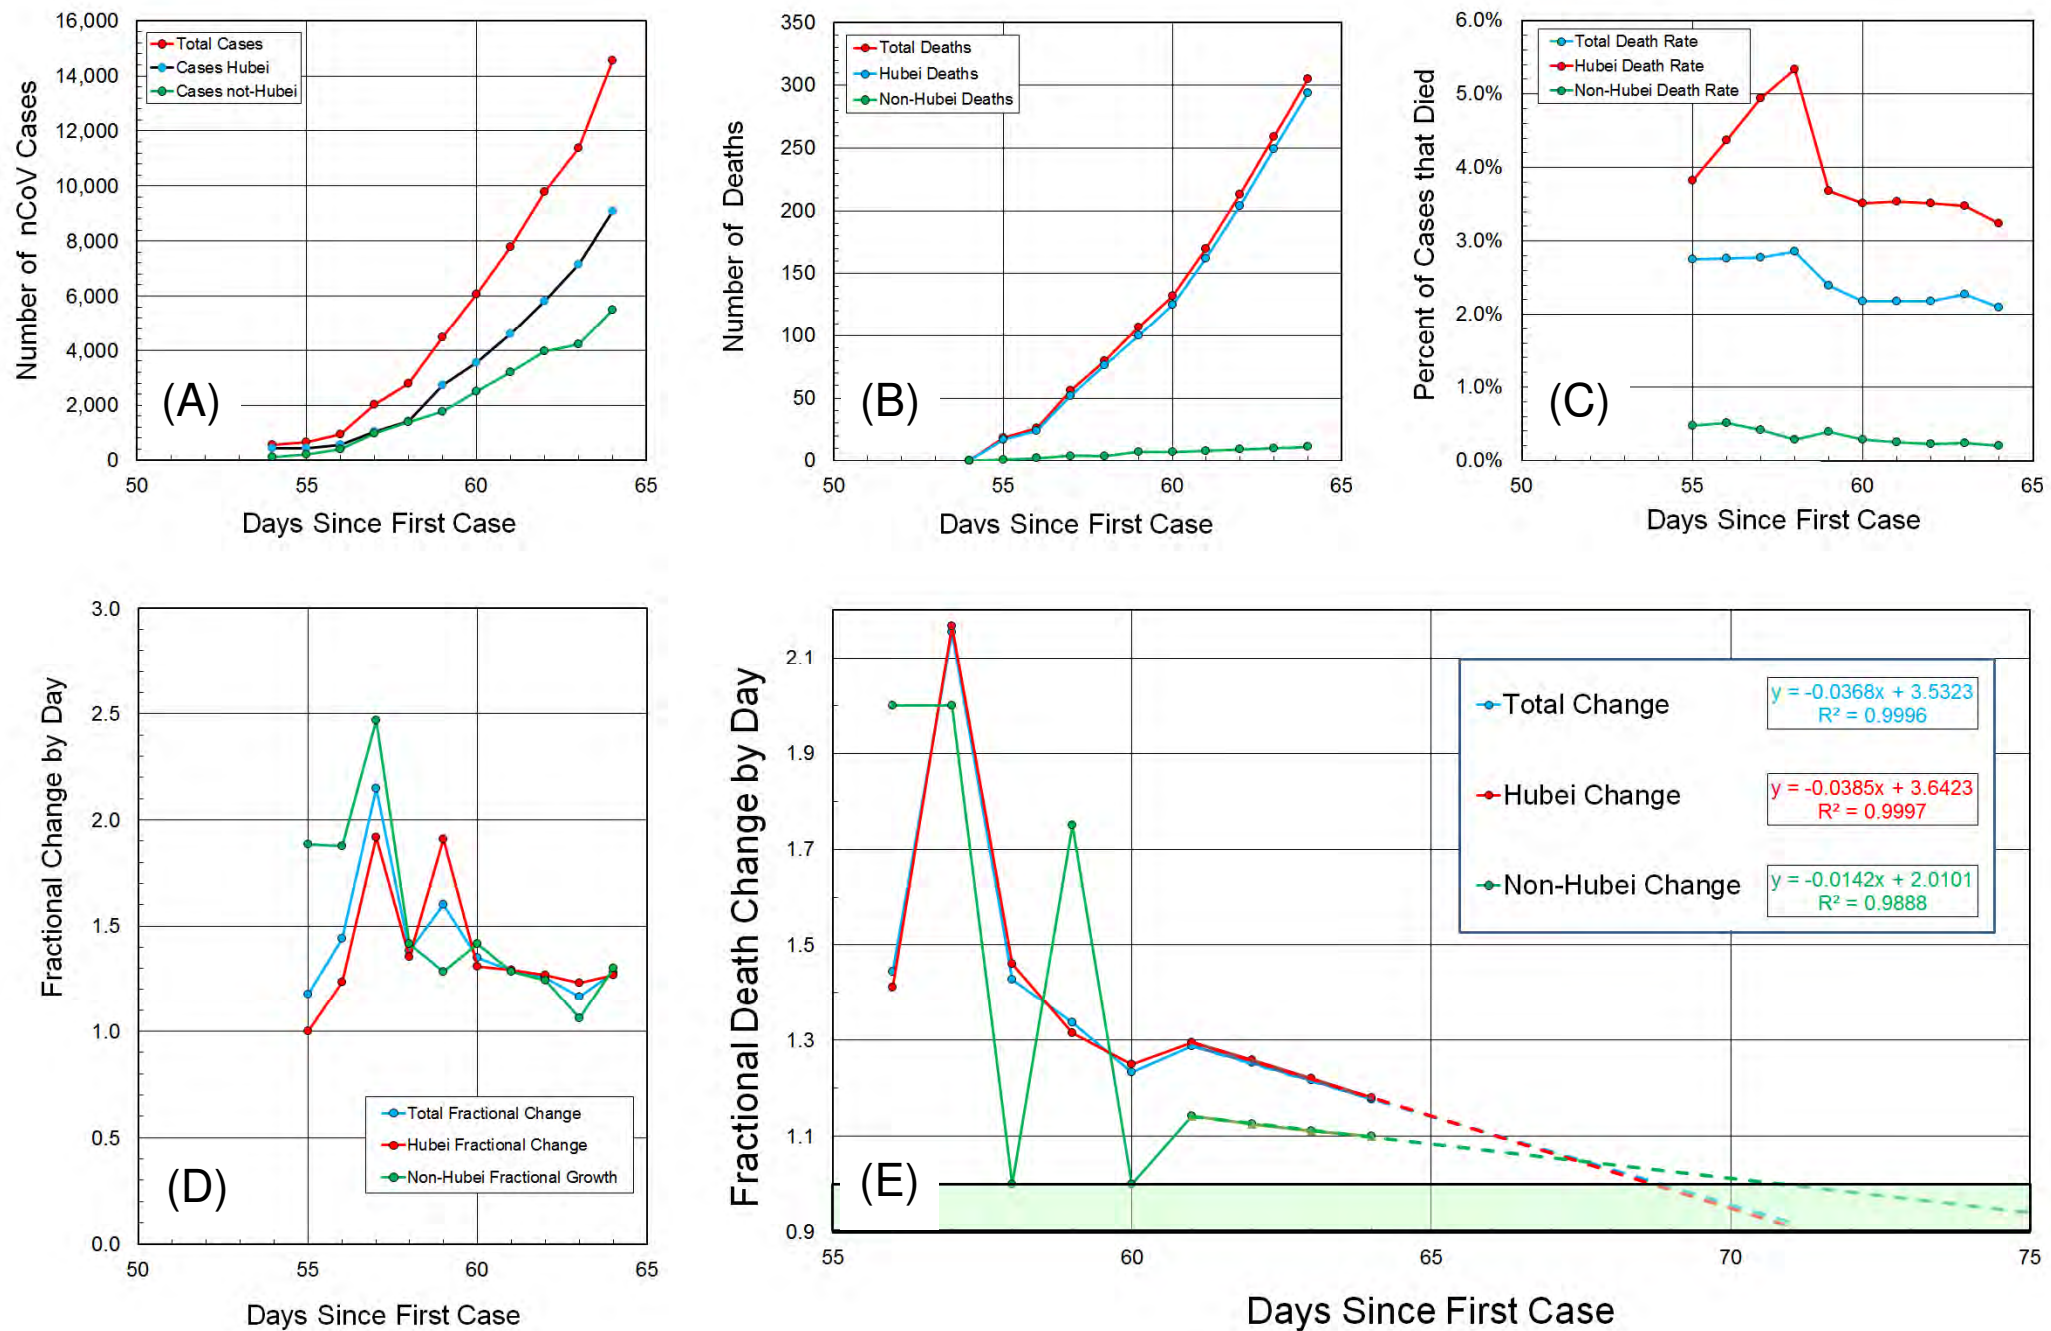 16,000
14,000
12,000
10,000
8,000
6,000
4,000
2,000
0
Number of nCoV Cases
Total Cases
Cases Hubei
Cases not-Hubei
(A)
50 55 60 65
Days Since First Case
350
300
250
200
150
100
50
0
Number of Deaths
Total Deaths
Hubei Deaths
Non-Hubei Deaths
(B)
50 55 60 65
Days Since First Case
6.0%
5.0%
4.0%
3.0%
2.0%
1.0%
0.0%
Percent of Cases that Died
Total Death Rate
Hubei Death Rate
Non-Hubei Death Rate
(C)
50 55 60 65
Days Since First Case
3.0
2.5
2.0
1.5
1.0
0.5
0.0
Fractional Change by Day
Total Fractional Change
Hubei Fractional Change
Non-Hubei Fractional Growth
(D)
50 55 60 65
Days Since First Case
2.1
1.9
1.7
1.5
1.3
1.1
0.9
Fractional Death Change by Day
Total Change
y = -0.0368x + 3.5323
R² = 0.9996
Hubei Change
y = -0.0385x + 3.6423
R² = 0.9997
Non-Hubei Change
y = -0.0142x + 2.0101
R² = 0.9888
(E)
55 60 65 70 75
Days Since First Case